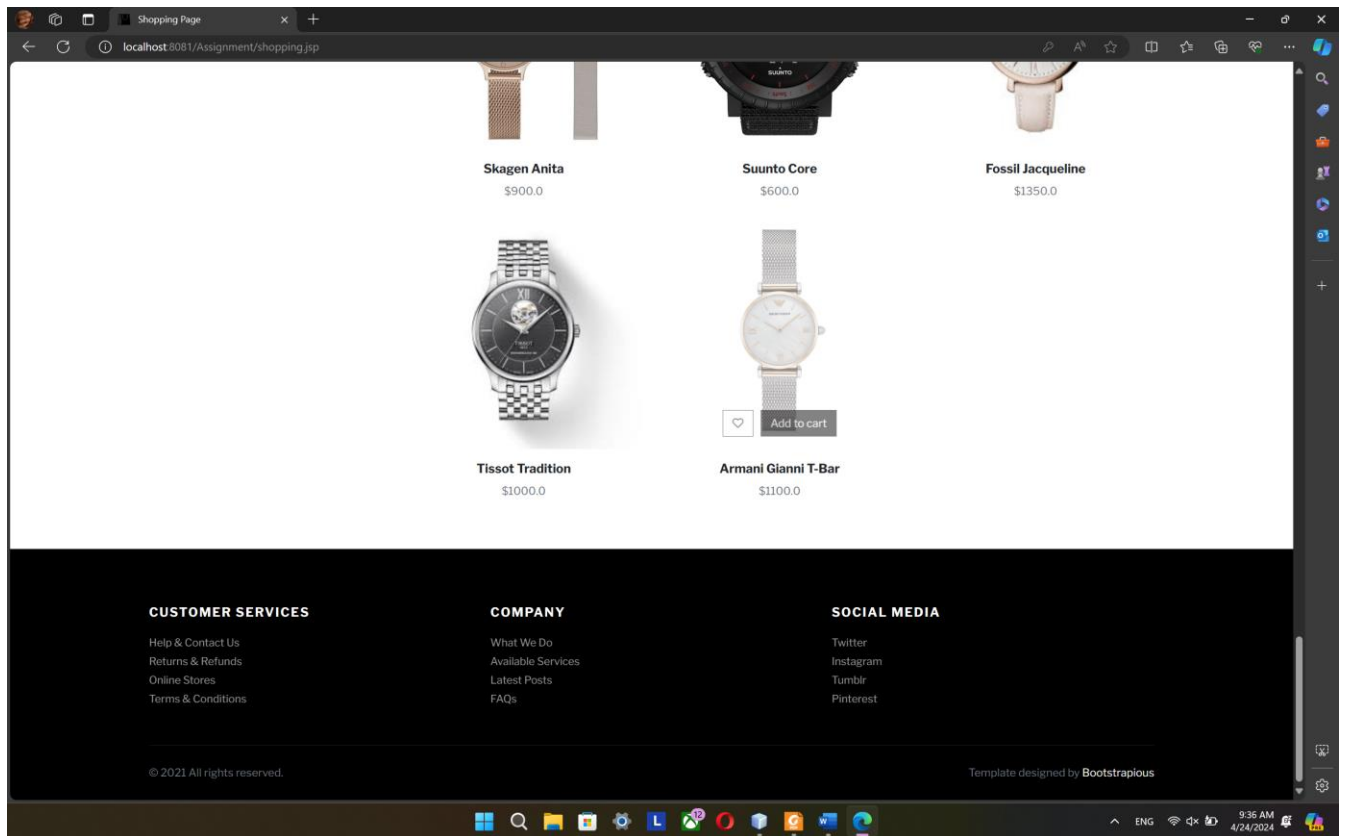 Shopping Page
localhost:8081/Assignment/shopping.jsp
SUUNTO
Skagen Anita
$900.0
Suunto Core
$600.0
Fossil Jacqueline
$1350.0
XII
TISSOT
Add to cart
Tissot Tradition
$1000.0
Armani Gianni T-Bar
$1100.0
CUSTOMER SERVICES
Help & Contact Us
Returns & Refunds
Online Stores
Terms & Conditions
COMPANY
What We Do
Available Services
Latest Posts
FAQs
SOCIAL MEDIA
Twitter
Instagram
Tumblr
Pinterest
© 2021 All rights reserved.
Template designed by Bootstrapious
L
12
W
ENG
9:36 AM
4/24/2024